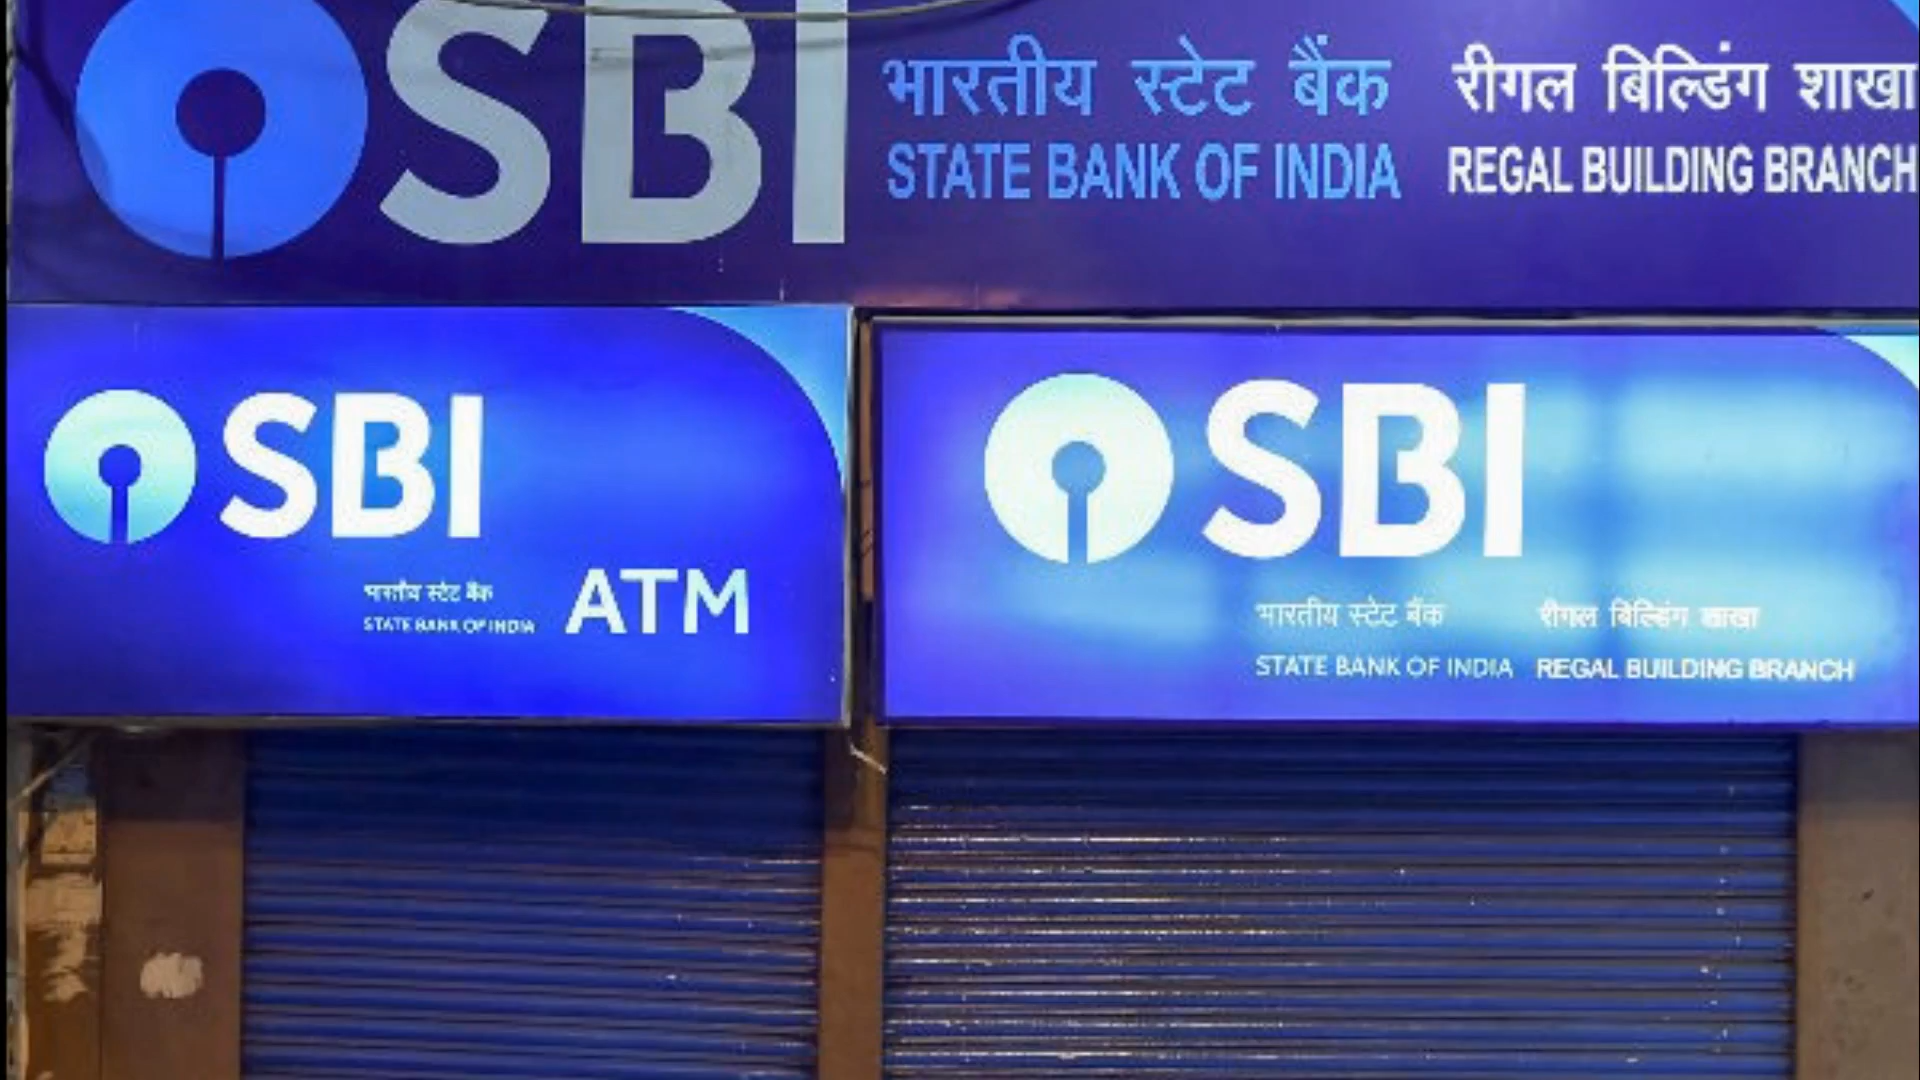 SBI
भारतीय स्टेट बैंक रीगल बिल्डिंग शाखा
STATE BANK OF INDIA REGAL BUILDING BRANCH
SBI
भारतीय स्टेट बैंक
STATE BANK OF INDIA
ATM
SBI
भारतीय स्टेट बैंक रीगल बिल्डिंग शाखा
STATE BANK OF INDIA REGAL BUILDING BRANCH